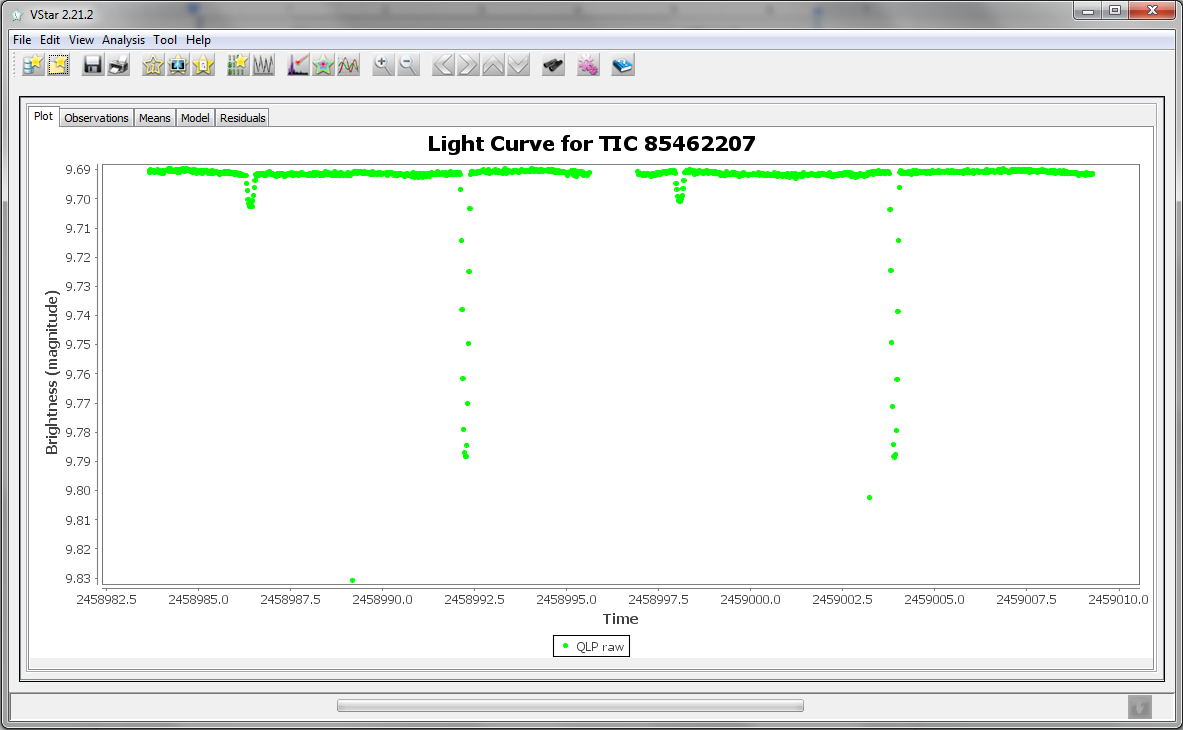 VStar 2.21.2
File Edit View Analysis Tool Help
Plot Observations Means Model Residuals
Light Curve for TIC 85462207
Brightness (magnitude)
9.69
9.70
9.71
9.72
9.73
9.74
9.75
9.76
9.77
9.78
9.79
9.80
9.81
9.82
9.83
2458982.5 2458985.0 2458987.5 2458990.0 2458992.5 2458995.0 2458997.5 2459000.0 2459002.5 2459005.0 2459007.5 2459010.0
Time
QLP raw